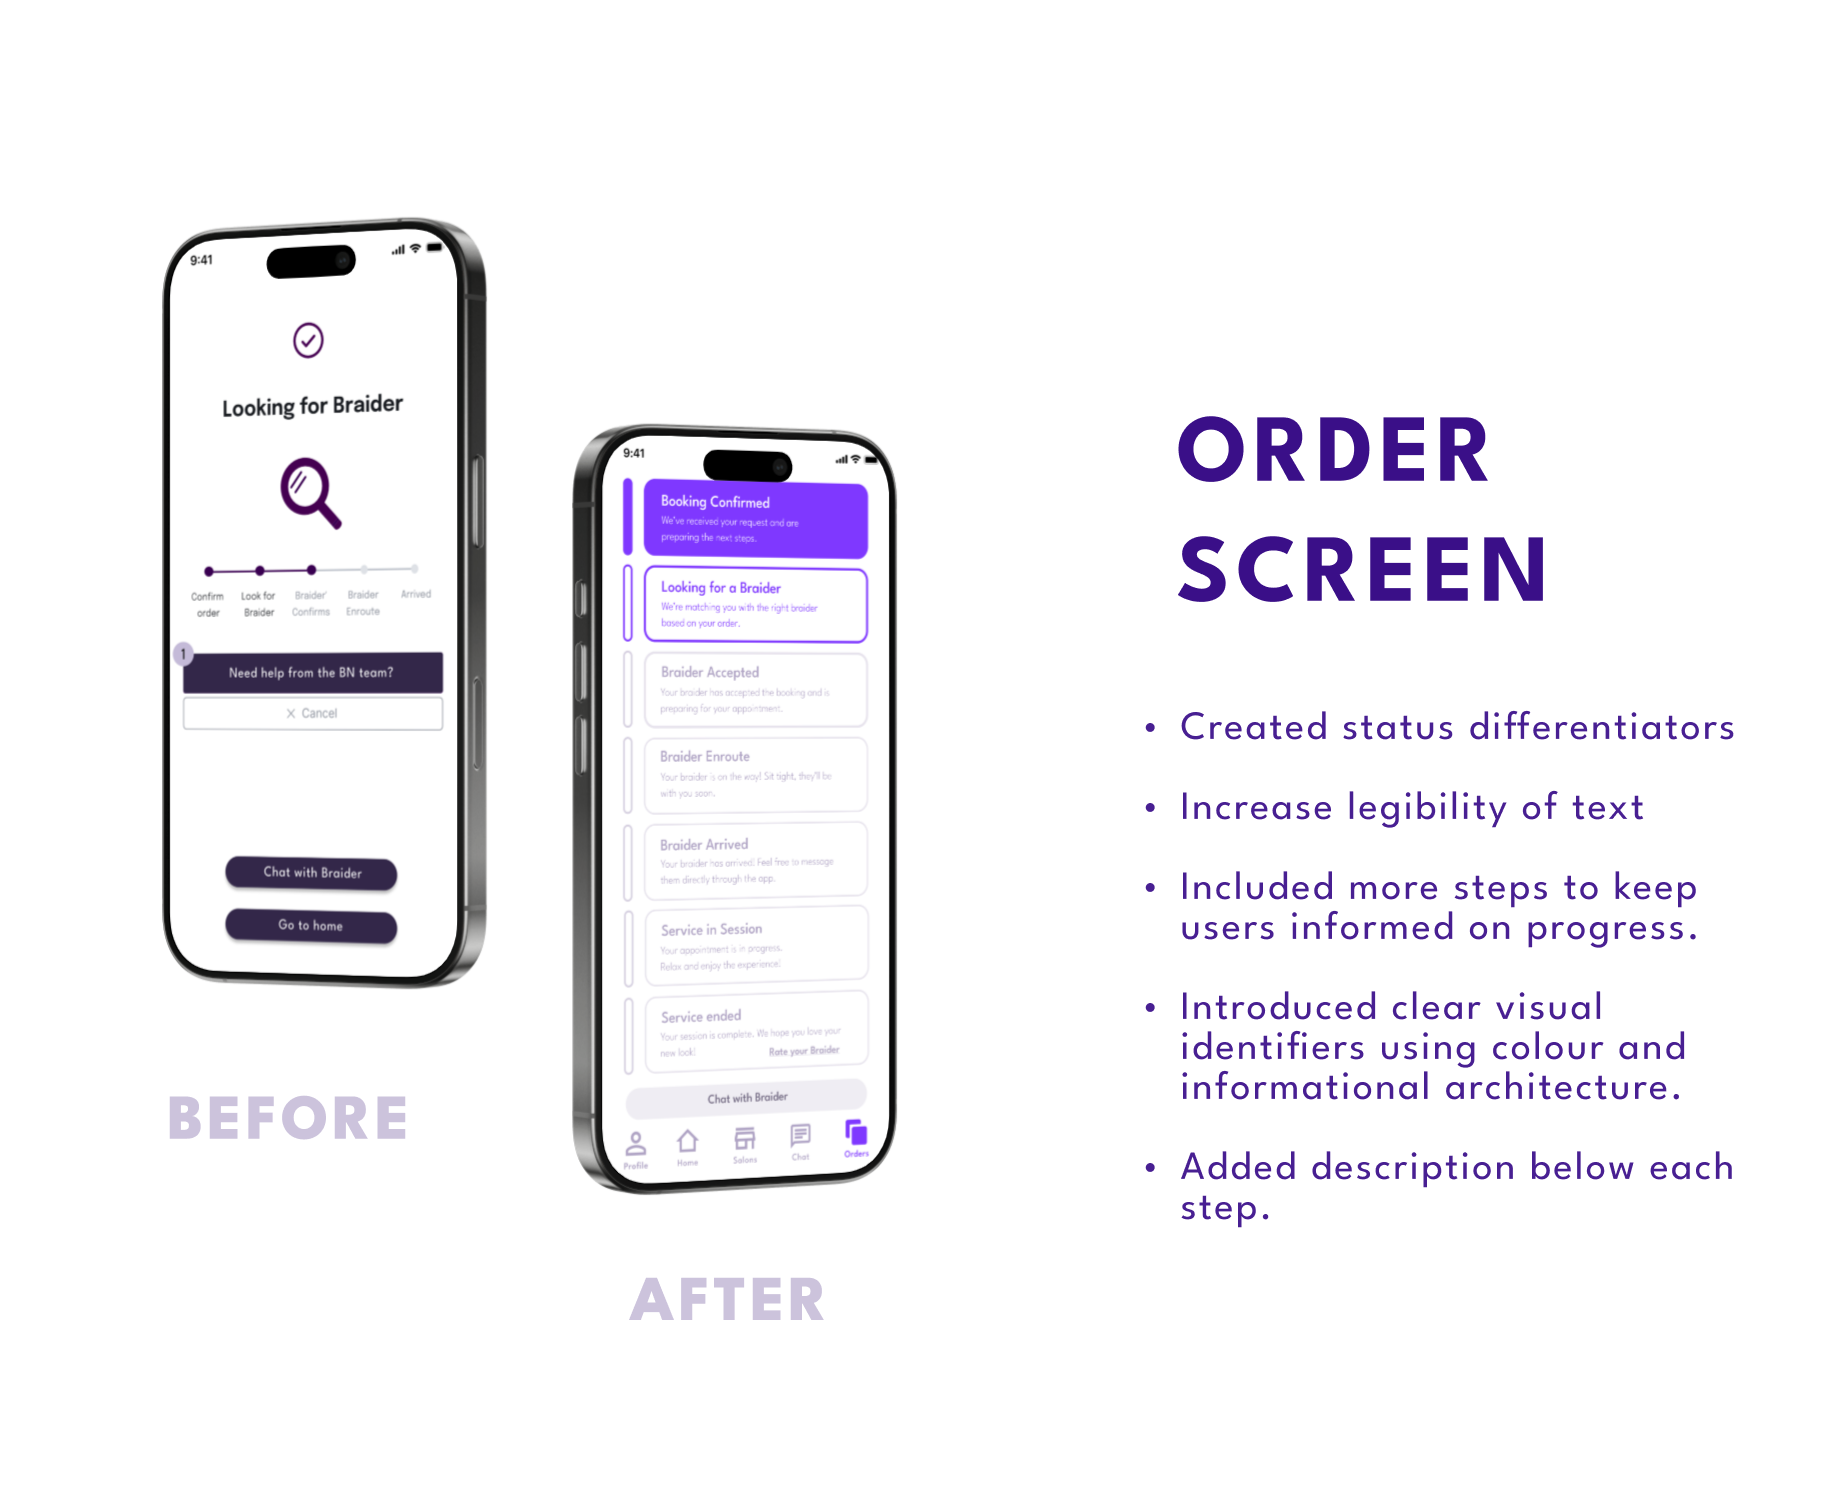 9:41
Looking for Braider
Confirm order
Look for Braider
Braider Confirms
Braider Enroute
Arrived
1
Need help from the BN team?
X Cancel
Chat with Braider
Go to home
BEFORE
9:41
Booking Confirmed
We've received your request and are
preparing the next steps.
Looking for a Braider
We're matching you with the right braider
based on your order.
Braider Accepted
Your braider has accepted the booking and is
preparing for your appointment.
Braider Enroute
Your braider is on the way! Sit tight, they'll be
with you soon.
Braider Arrived
Your braider has arrived! Feel free to message
them directly through the app.
Service in Session
Your appointment is in progress.
Relax and enjoy the experience!
Service ended
Your session is complete. We hope you love your
new look!
Rate your Braider
Chat with Braider
Profile
Home
Salons
Chat
Orders
AFTER
ORDER
SCREEN
• Created status differentiators
• Increase legibility of text
• Included more steps to keep
users informed on progress.
• Introduced clear visual
identifiers using colour and
informational architecture.
• Added description below each
step.